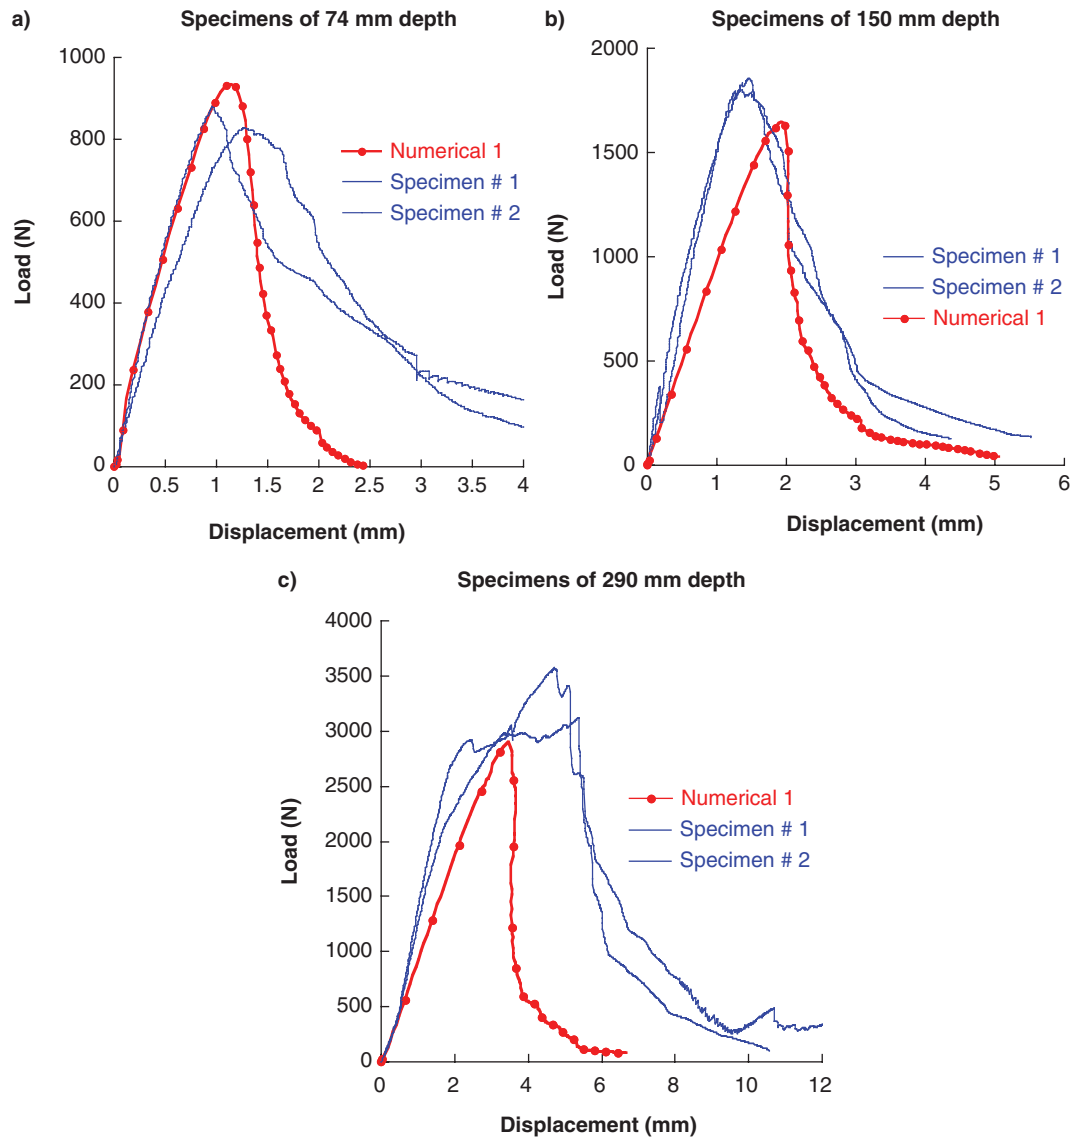 a) Specimens of 74 mm depth
1000
800
600
400
200
0
0 0.5 1 1.5 2 2.5 3 3.5 4
Load (N)
Displacement (mm)
Numerical 1
Specimen # 1
Specimen # 2
b) Specimens of 150 mm depth
2000
1500
1000
500
0
0 1 2 3 4 5 6
Load (N)
Displacement (mm)
Specimen # 1
Specimen # 2
Numerical 1
c) Specimens of 290 mm depth
4000
3500
3000
2500
2000
1500
1000
500
0
0 2 4 6 8 10 12
Load (N)
Displacement (mm)
Numerical 1
Specimen # 1
Specimen # 2